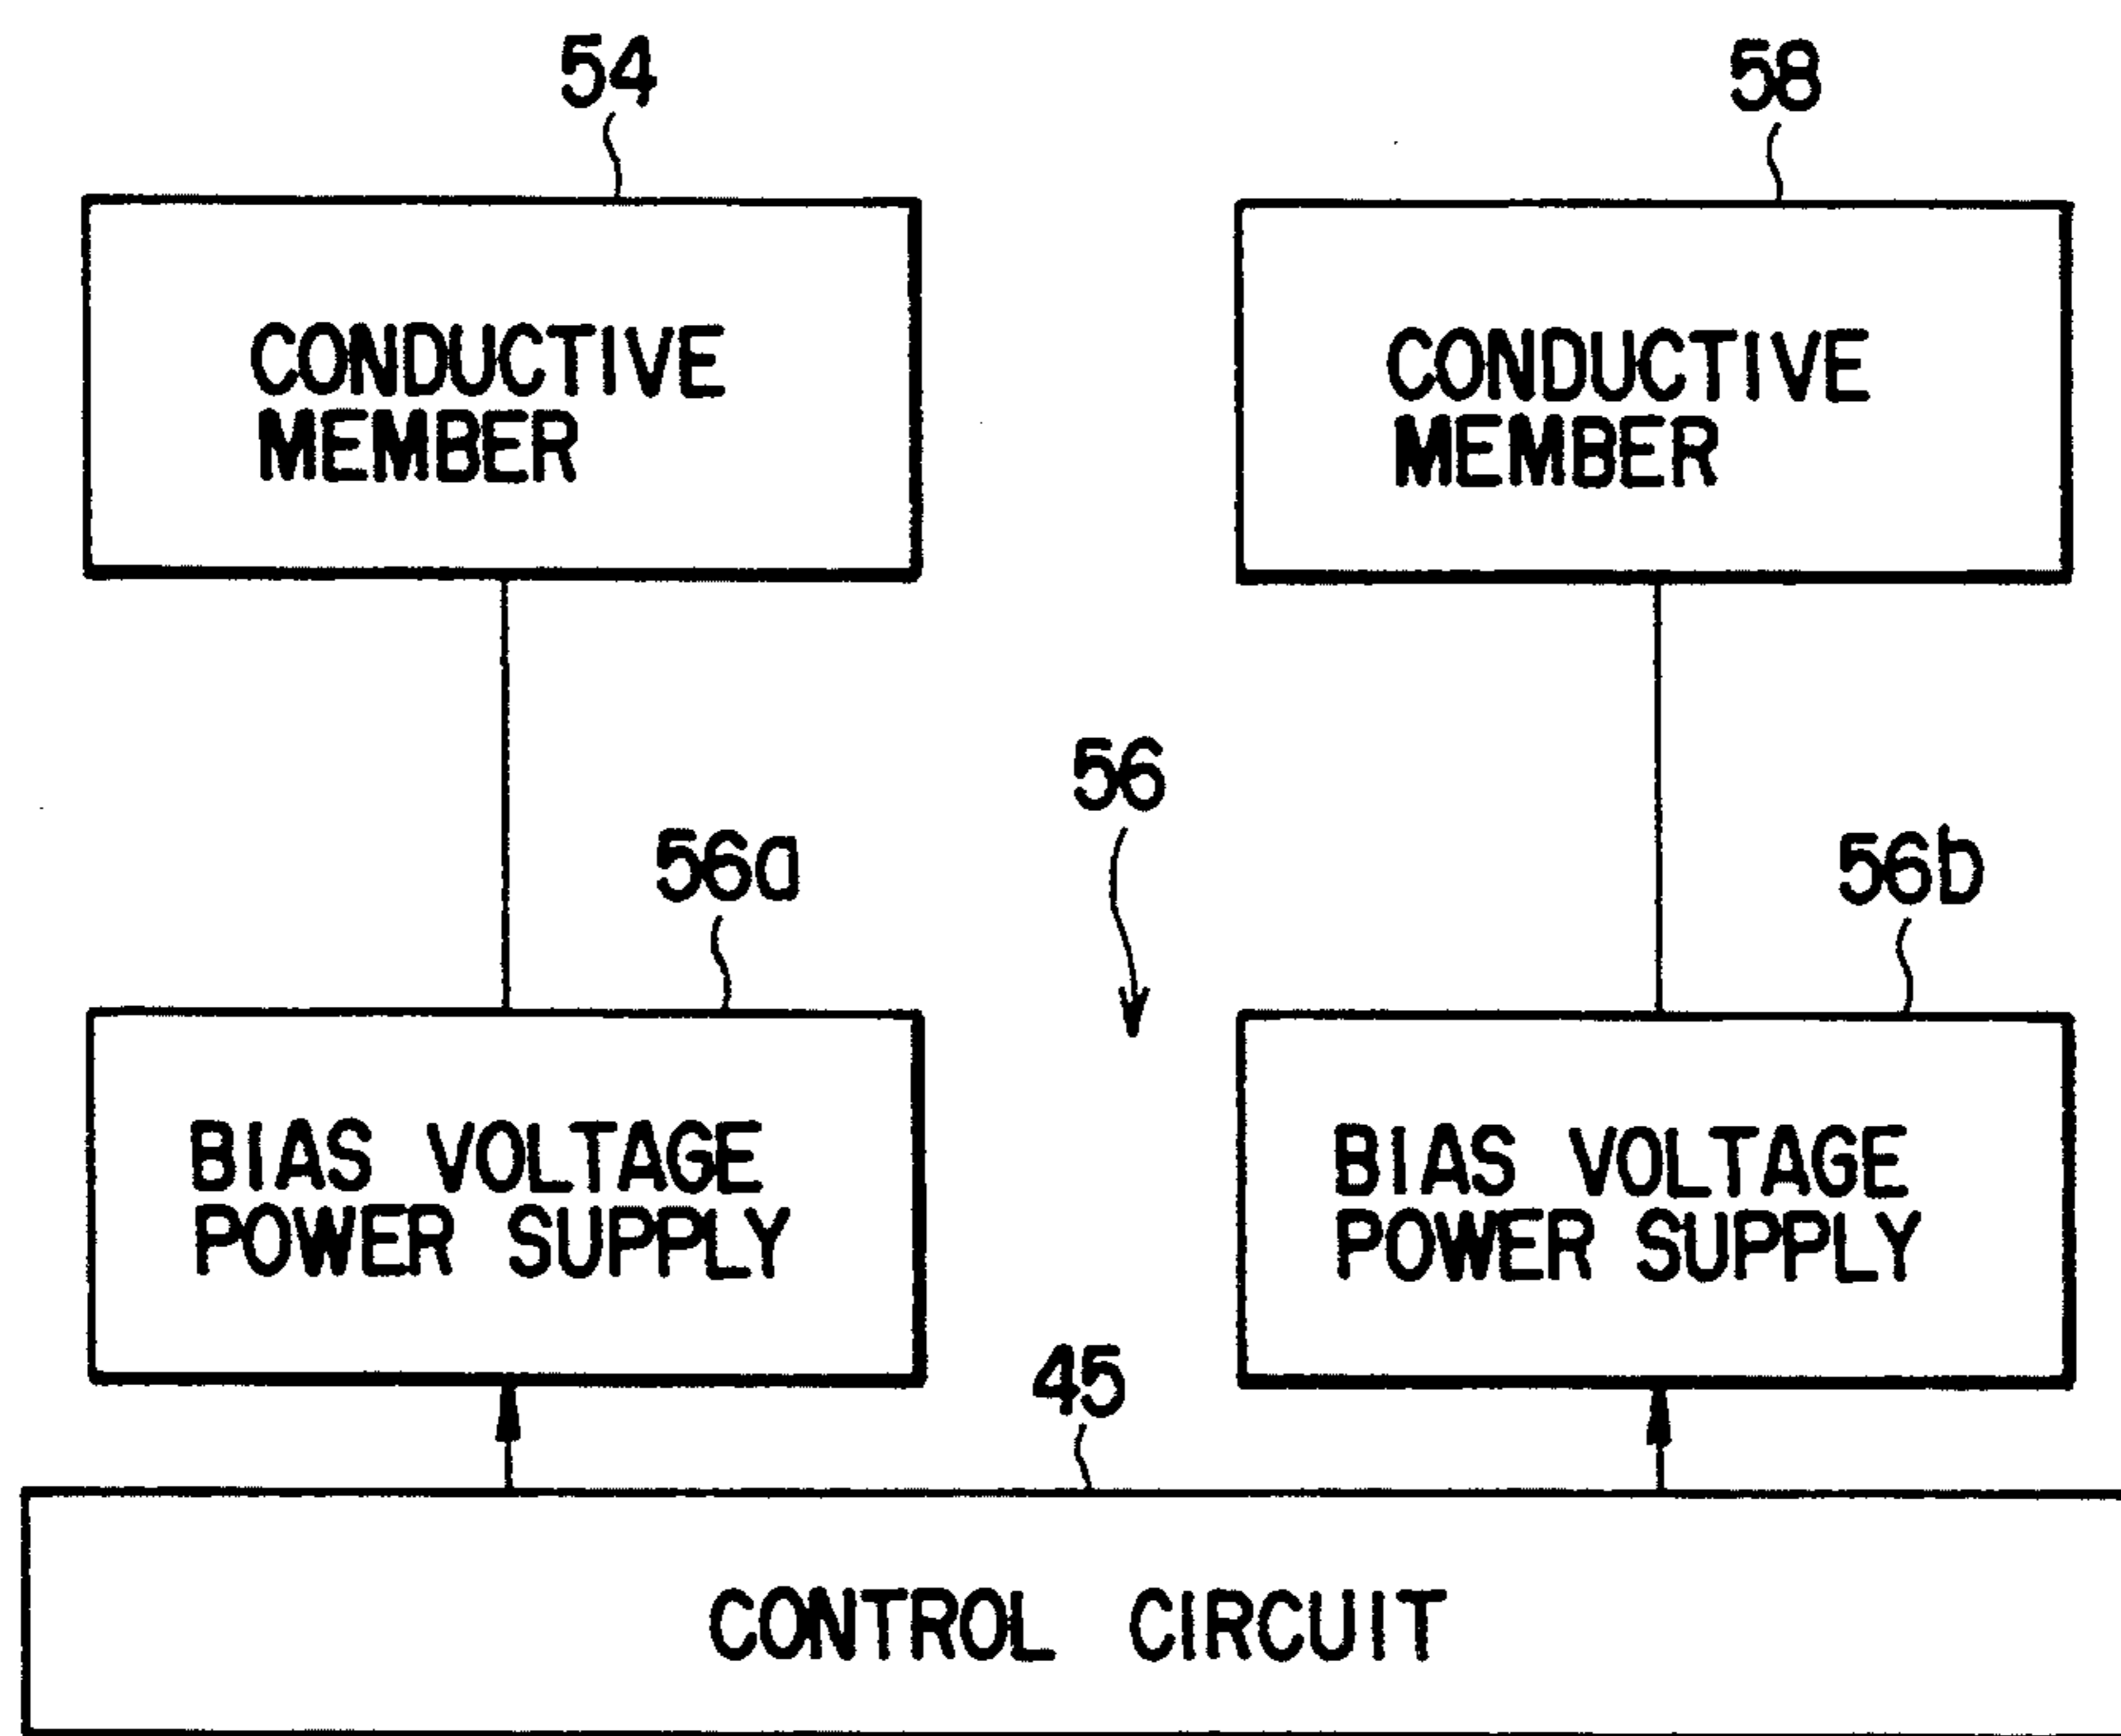 54
58
CONDUCTIVE
MEMBER
CONDUCTIVE
MEMBER
56
56a
56b
BIAS VOLTAGE
POWER SUPPLY
BIAS VOLTAGE
POWER SUPPLY
45
CONTROL CIRCUIT